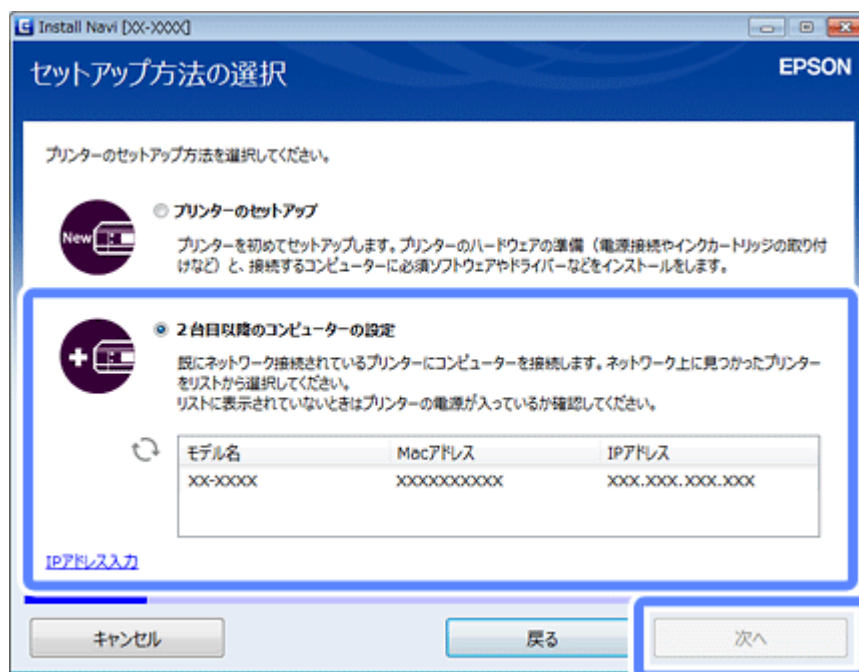 Install Navi [XX-XXXX]
セットアップ方法の選択
EPSON
プリンターのセットアップ方法を選択してください。
New
プリンターのセットアップ
プリンターを初めてセットアップします。プリンターのハードウェアの準備（電源接続やインクカートリッジの取り付
けなど）と、接続するコンピューターに必須ソフトウェアやドライバーなどをインストールをします。
2台目以降のコンピューターの設定
既にネットワーク接続されているプリンターにコンピューターを接続します。ネットワーク上に見つかったプリンター
をリストから選択してください。
リストに表示されていないときはプリンターの電源が入っているか確認してください。
モデル名 Macアドレス IPアドレス
XX-XXXX XXXXXXXXXX XXX.XXX.XXX.XXX
IPアドレス入力
キャンセル 戻る 次へ